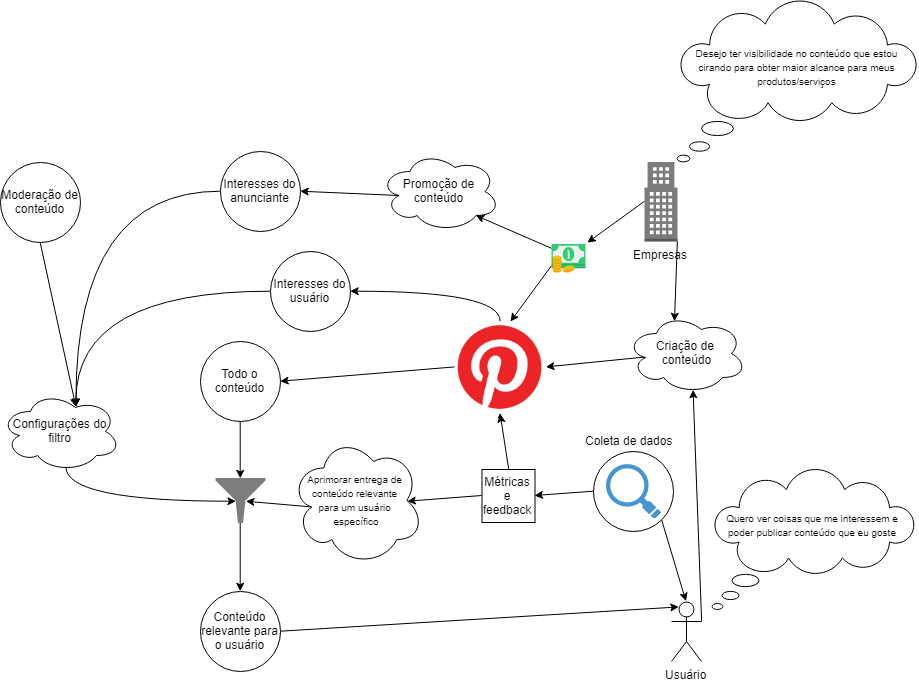 Desejo ter visibilidade no conteúdo que estou
cirando para obter maior alcance para meus
produtos/serviços
Moderação de
conteúdo
Interesses do
anunciante
Promoção de
conteúdo
Empresas
Interesses do
usuário
Todo o
conteúdo
Criação de
conteúdo
Configurações do
filtro
Aprimorar entrega de
conteúdo relevante
para um usuário
específico
Métricas
e
feedback
Coleta de dados
Quero ver coisas que me interessem e
poder publicar conteúdo que eu goste
Conteúdo
relevante para
o usuário
Usuário